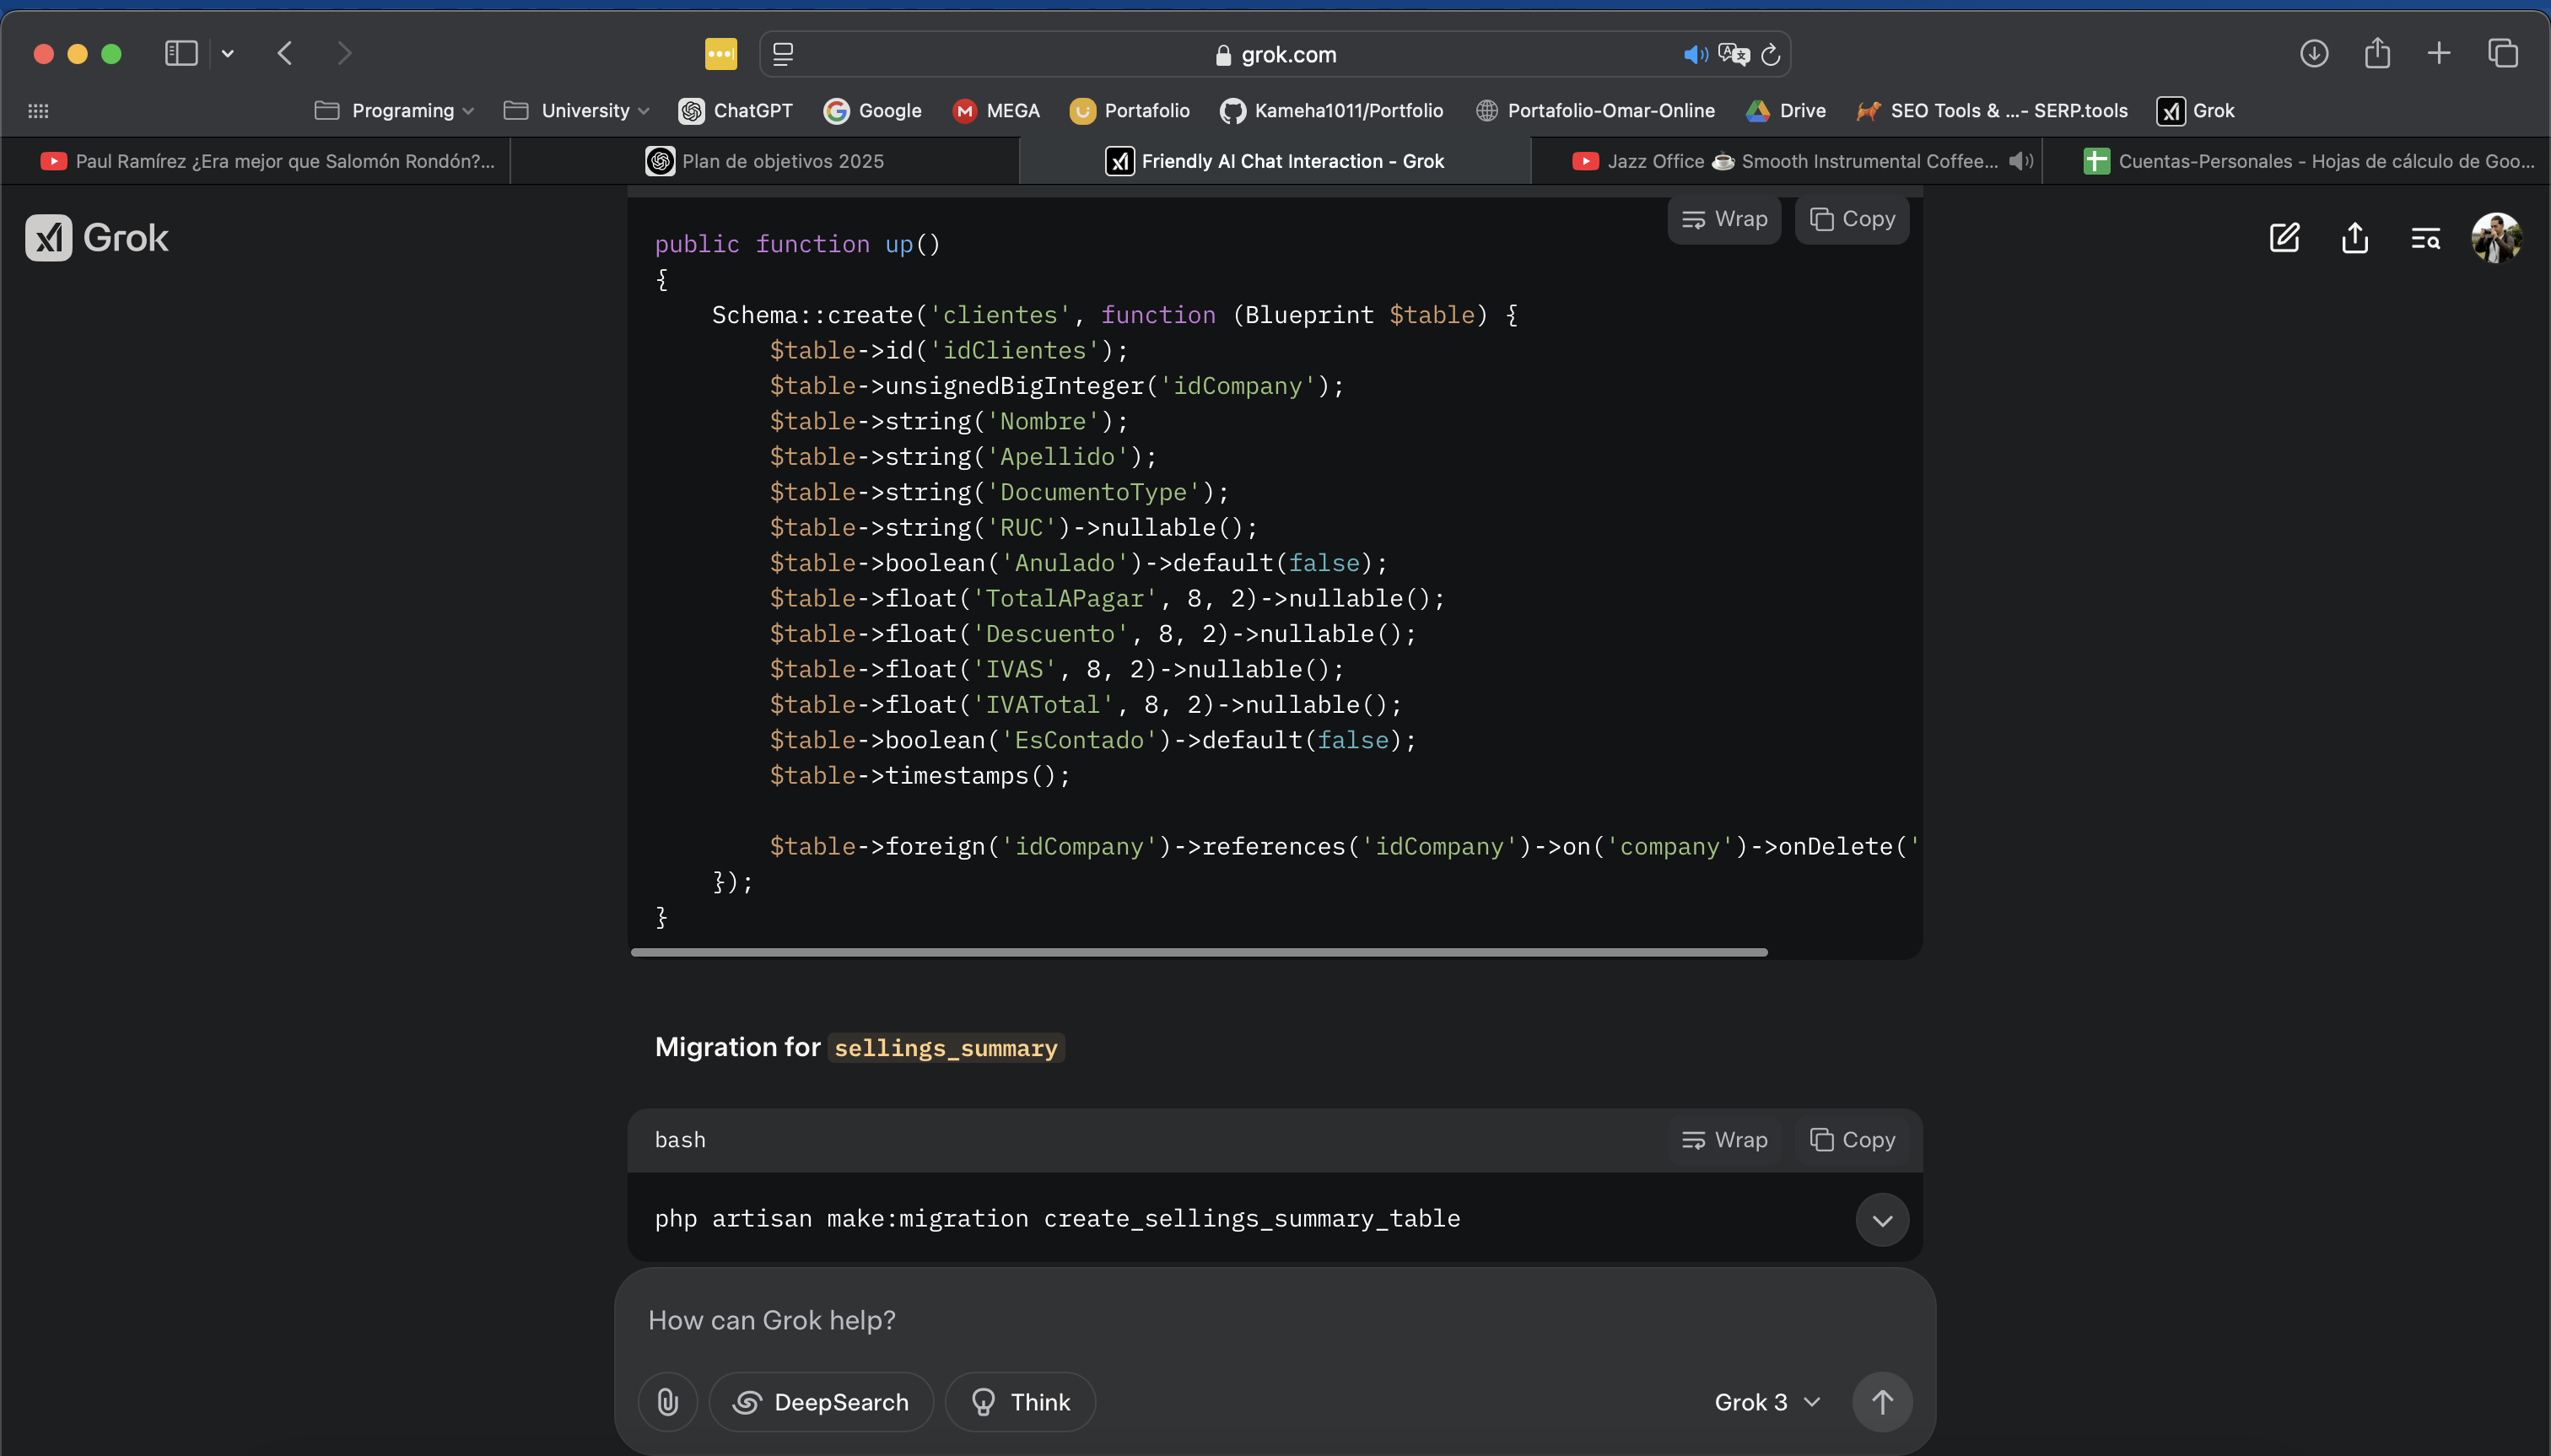 grok.com
Programing
University
ChatGPT
Google
MEGA
Portafolio
Kameha1011/Portfolio
Portafolio-Omar-Online
Drive
SEO Tools & ...- SERP.tools
Grok
Paul Ramírez ¿Era mejor que Salomón Rondón?...
Plan de objetivos 2025
Friendly AI Chat Interaction - Grok
Jazz Office ☕ Smooth Instrumental Coffee...
Cuentas-Personales - Hojas de cálculo de Goo...
Grok
Wrap
Copy
public function up()
{
    Schema::create('clientes', function (Blueprint $table) {
        $table->id('idClientes');
        $table->unsignedBigInteger('idCompany');
        $table->string('Nombre');
        $table->string('Apellido');
        $table->string('DocumentoType');
        $table->string('RUC')->nullable();
        $table->boolean('Anulado')->default(false);
        $table->float('TotalAPagar', 8, 2)->nullable();
        $table->float('Descuento', 8, 2)->nullable();
        $table->float('IVAS', 8, 2)->nullable();
        $table->float('IVATotal', 8, 2)->nullable();
        $table->boolean('EsContado')->default(false);
        $table->timestamps();
        $table->foreign('idCompany')->references('idCompany')->on('company')->onDelete('
    });
}
Migration for sellings_summary
bash
Wrap
Copy
php artisan make:migration create_sellings_summary_table
How can Grok help?
DeepSearch
Think
Grok 3